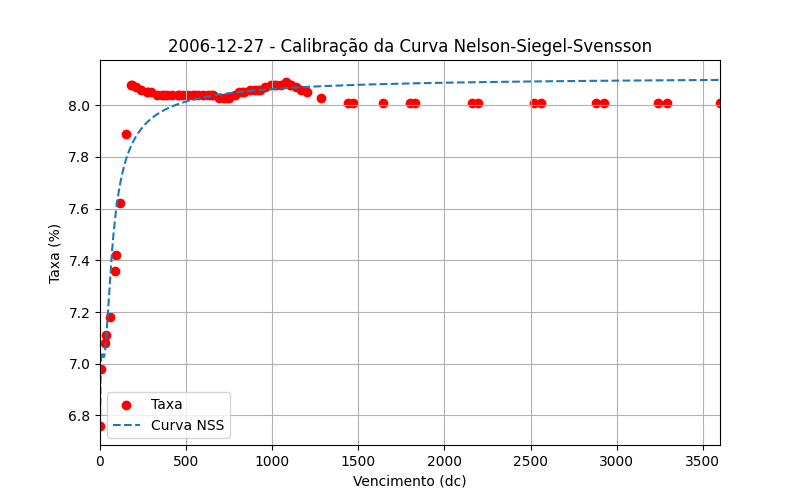 2006-12-27 - Calibração da Curva Nelson-Siegel-Svensson
Taxa (%)
8.0
7.8
7.6
7.4
7.2
7.0
6.8
Taxa
Curva NSS
0 500 1000 1500 2000 2500 3000 3500
Vencimento (dc)